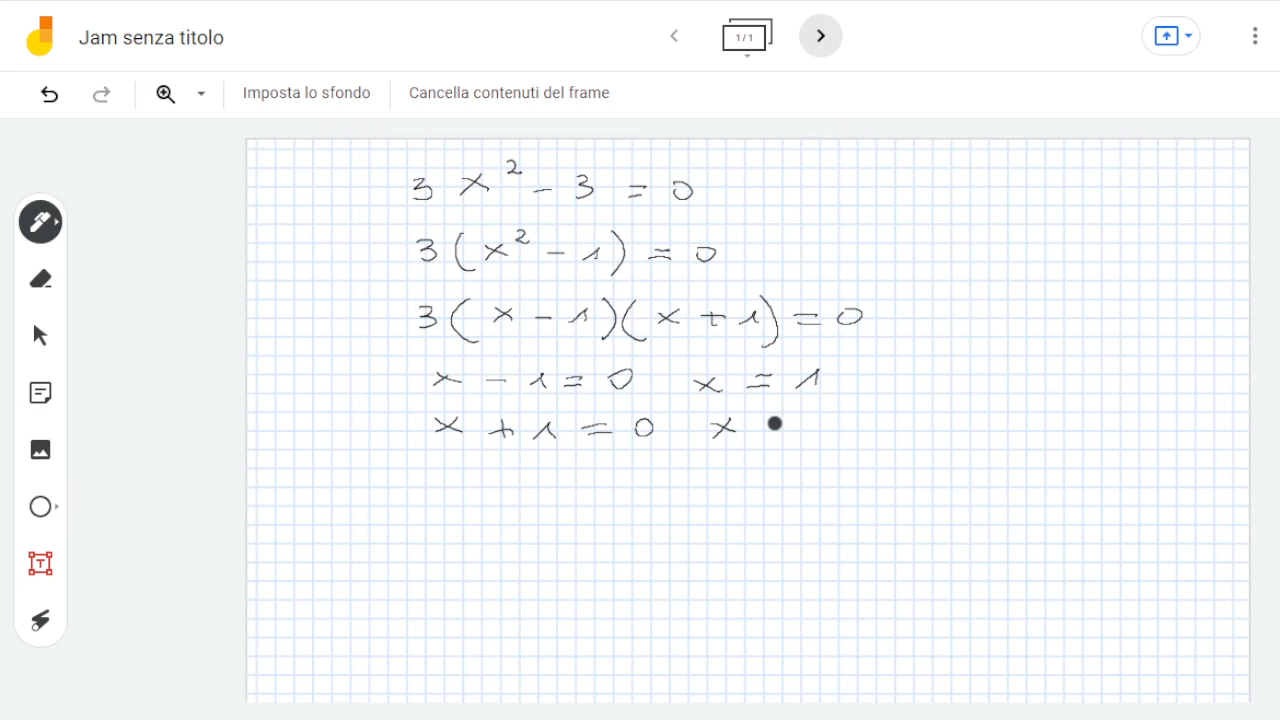 Jam senza titolo
1/1
Imposta lo sfondo Cancella contenuti del frame
3x² - 3 = 0
3(x² - 1) = 0
3(x - 1)(x + 1) = 0
x - 1 = 0 x = 1
x + 1 = 0 x
T